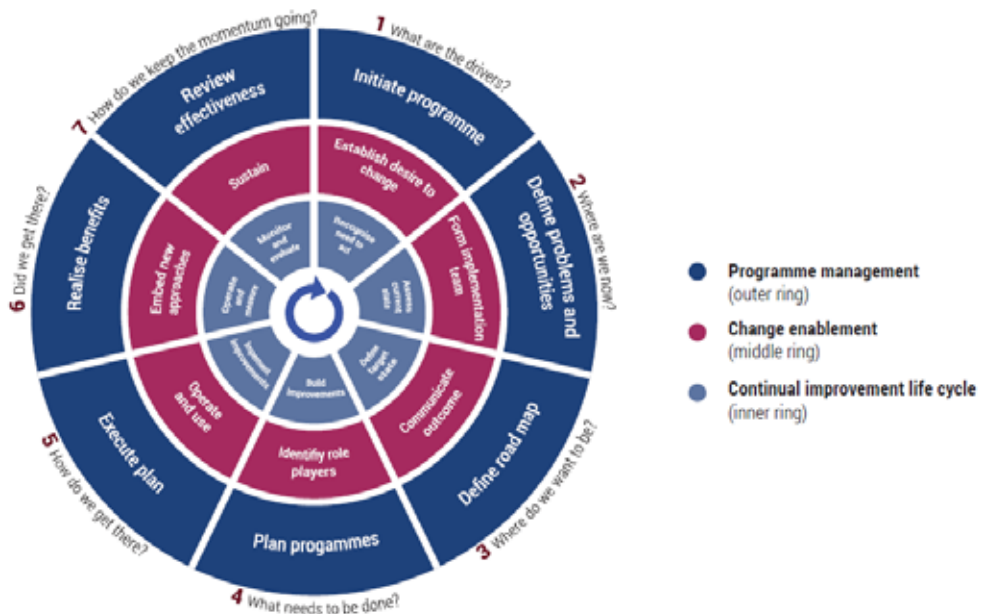 1 What are the drivers?
Initiate programme
Establish desire to
change
Recognise
need to
act
2 Where are we now?
Define problems and
opportunities
Form implementation
team
Assess
current
state
3 Where do we want to be?
Define road map
Communicate
outcome
Define
target
state
4 What needs to be done?
Plan progammes
Identifiy role
players
Build
improvements
5 How do we get there?
Execute plan
Operate
and use
Implement
improvements
6 Did we get there?
Realise benefits
Embed new
approaches
Operate
and
7 How do we keep the momentum going?
Review
effectiveness
Sustain
Monitor
and
evaluate
Programme management
(outer ring)
Change enablement
(middle ring)
Continual improvement life cycle
(inner ring)